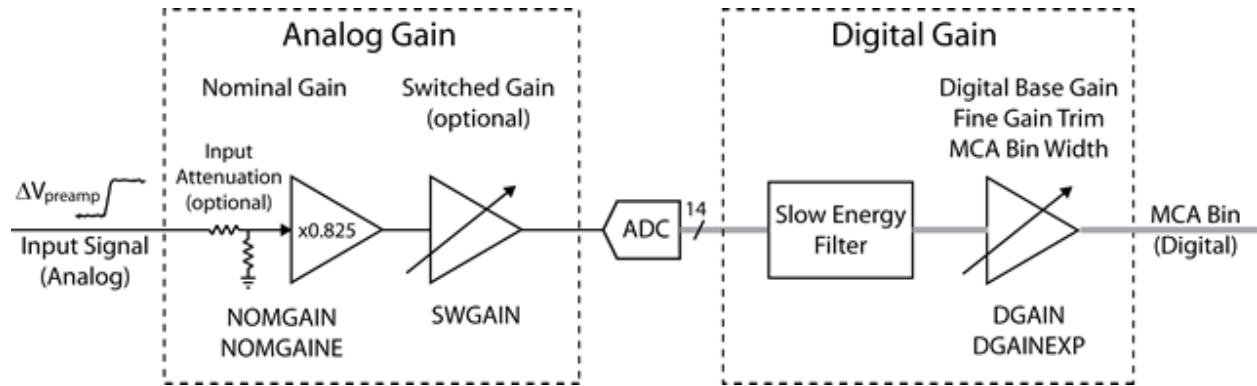 Analog Gain
Digital Gain
Nominal Gain
Switched Gain
(optional)
Digital Base Gain
Fine Gain Trim
MCA Bin Width
Input
Attenuation
(optional)
ΔVpreamp
Input Signal
(Analog)
x0.825
ADC
14
Slow Energy
Filter
MCA Bin
(Digital)
NOMGAIN
NOMGAINE
SWGAIN
DGAIN
DGAINEXP